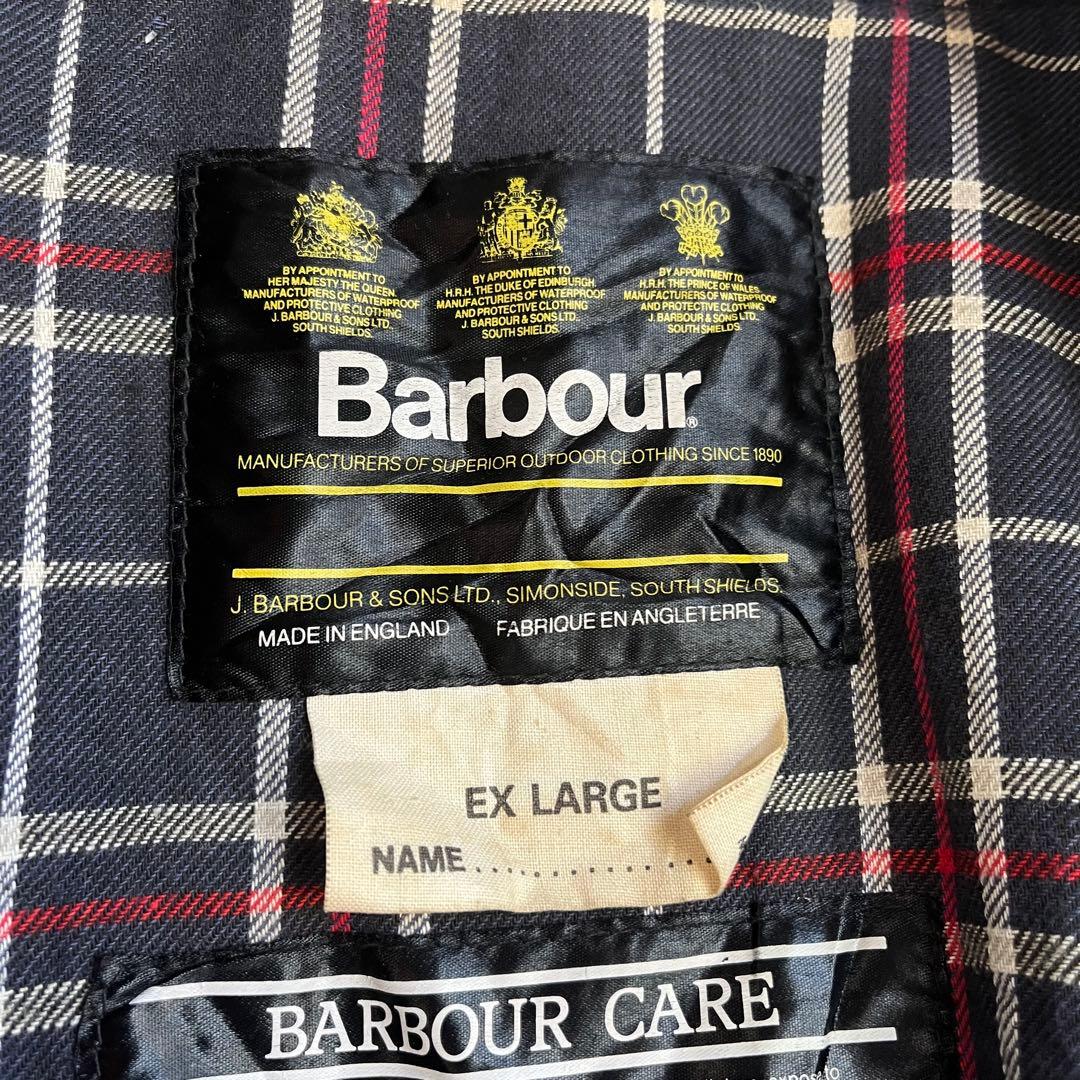 BY APPOINTMENT TO
HER MAJESTY THE QUEEN
MANUFACTURERS OF WATERPROOF
AND PROTECTIVE CLOTHING
J. BARBOUR & SONS LTD.
SOUTH SHIELDS.
BY APPOINTMENT TO
H.R.H. THE DUKE OF EDINBURGH
MANUFACTURERS OF WATERPROOF
AND PROTECTIVE CLOTHING
J. BARBOUR & SONS LTD.
SOUTH SHIELDS.
BY APPOINTMENT TO
H.R.H. THE PRINCE OF WALES
MANUFACTURERS OF WATERPROOF
AND PROTECTIVE CLOTHING
J. BARBOUR & SONS LTD.
SOUTH SHIELDS.
Barbour®
MANUFACTURERS OF SUPERIOR OUTDOOR CLOTHING SINCE 1890
J. BARBOUR & SONS LTD., SIMONSIDE, SOUTH SHIELDS.
MADE IN ENGLAND FABRIQUE EN ANGLETERRE
EX LARGE
NAME..............
BARBOUR CARE